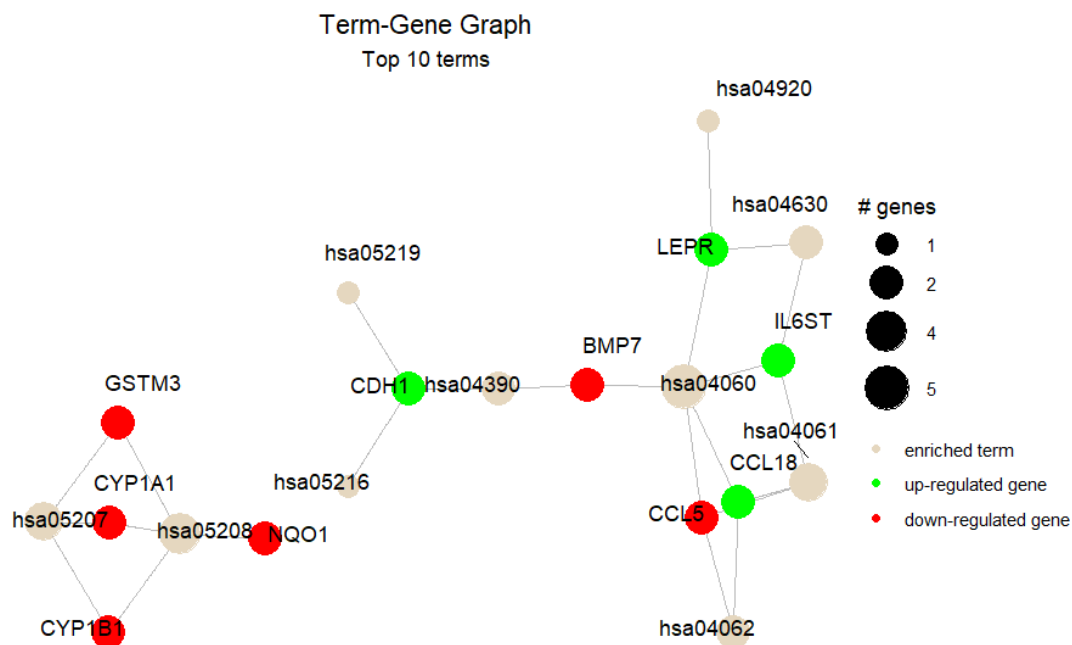 Term-Gene Graph
Top 10 terms
hsa04920
hsa04630
# genes
LEPR
1
hsa05219
2
IL6ST
4
BMP7
GSTM3
CDH1
hsa04390
hsa04060
5
hsa04061
enriched term
CCL18
hsa05216
CYP1A1
up-regulated gene
hsa05207
hsa05208
NQO1
CCL5
down-regulated gene
CYP1B1
hsa04062